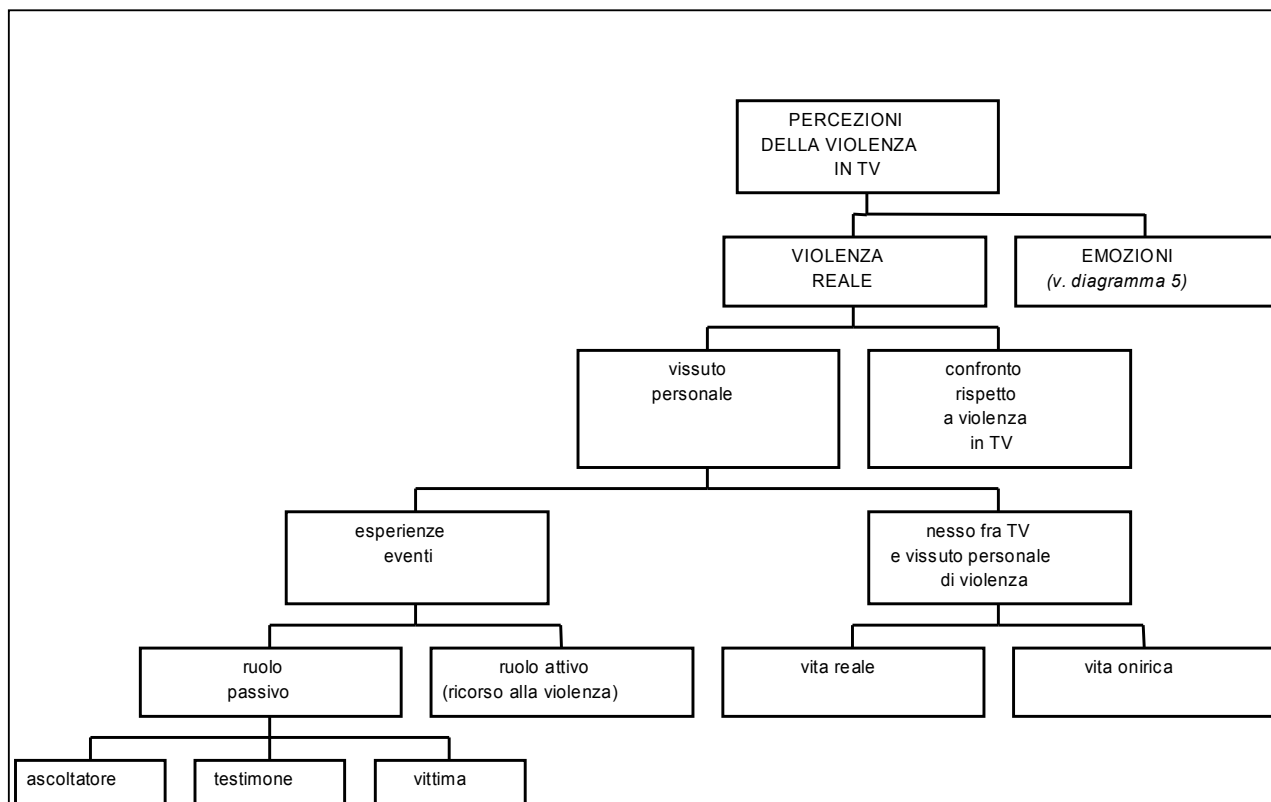 PERCEZIONI
DELLA VIOLENZA
IN TV
VIOLENZA
REALE
EMOZIONI
(v. diagramma 5)
vissuto
personale
confronto
rispetto
a violenza
in TV
esperienze
eventi
nesso fra TV
e vissuto personale
di violenza
ruolo
passivo
ruolo attivo
(ricorso alla violenza)
vita reale
vita onirica
ascoltatore
testimone
vittima